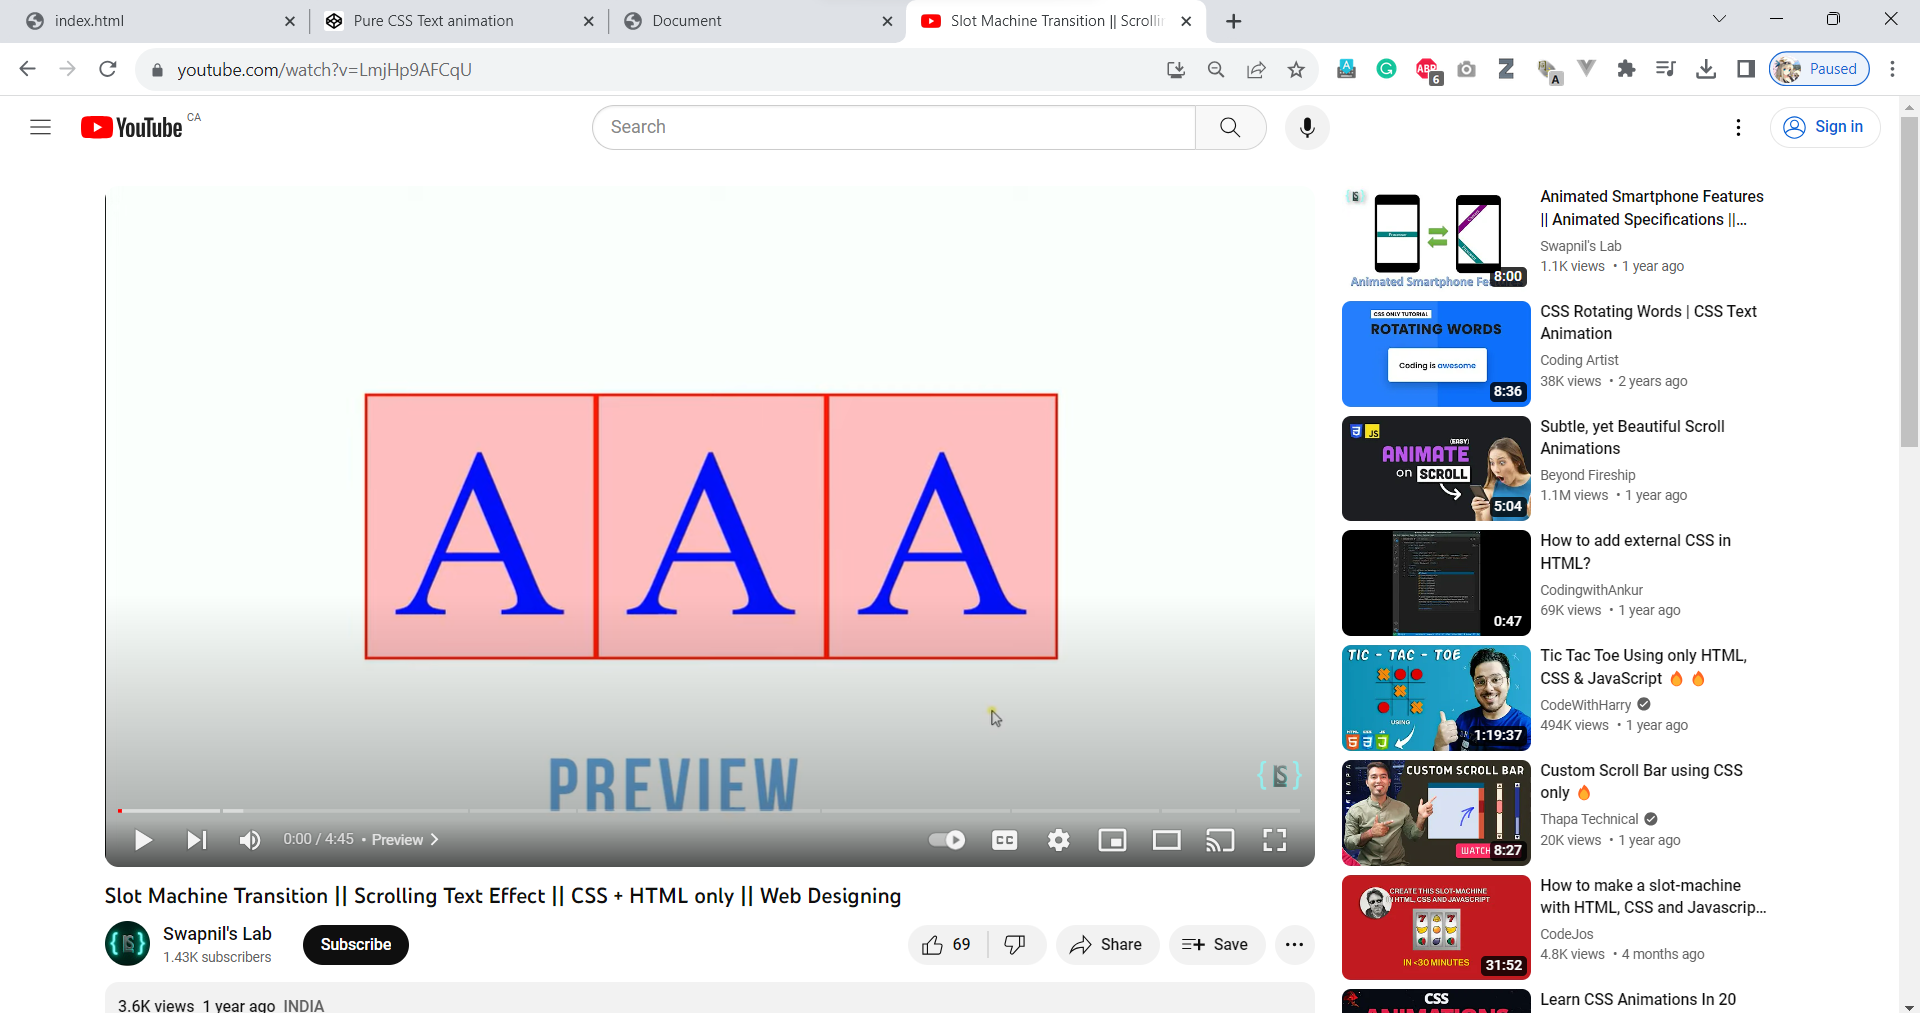 index.html
Pure CSS Text animation
Document
Slot Machine Transition || Scrollin
youtube.com/watch?v=LmjHp9AFCqU
ABP
6
A
Paused
YouTube CA
Search
Sign in
A A A
PREVIEW
{ LS }
0:00 / 4:45 • Preview
CC
Slot Machine Transition || Scrolling Text Effect || CSS + HTML only || Web Designing
Swapnil's Lab
1.43K subscribers
Subscribe
69
Share
Save
3.6K views 1 year ago INDIA
Animated Smartphone Fe
8:00
Animated Smartphone Features
|| Animated Specifications ||...
Swapnil's Lab
1.1K views • 1 year ago
CSS ONLY TUTORIAL
ROTATING WORDS
Coding is awesome
8:36
CSS Rotating Words | CSS Text
Animation
Coding Artist
38K views • 2 years ago
JS
(EASY)
ANIMATE
on SCROLL
5:04
Subtle, yet Beautiful Scroll
Animations
Beyond Fireship
1.1M views • 1 year ago
0:47
How to add external CSS in
HTML?
CodingwithAnkur
69K views • 1 year ago
TIC - TAC - TOE
USING
HTML CSS JS
1:19:37
Tic Tac Toe Using only HTML,
CSS & JavaScript 🔥 🔥
CodeWithHarry
494K views • 1 year ago
THAPA
CUSTOM SCROLL BAR
WATCH
8:27
Custom Scroll Bar using CSS
only 🔥
Thapa Technical
20K views • 1 year ago
CREATE THIS SLOT-MACHINE
HTML, CSS AND JAVASCRIPT
IN <30 MINUTES
31:52
How to make a slot-machine
with HTML, CSS and Javascrip...
CodeJos
4.8K views • 4 months ago
CSS
ANIMATIONS
Learn CSS Animations In 20